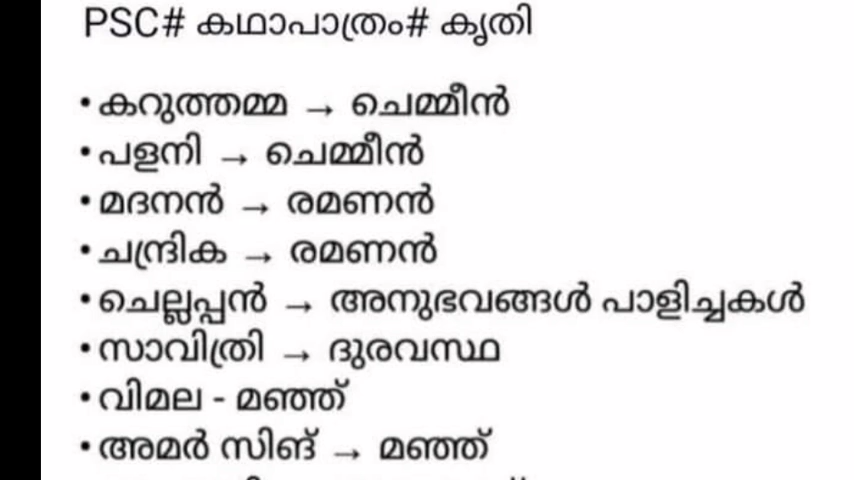 PSC# കഥാപാത്രം# കൃതി
•കറുത്തമ്മ → ചെമ്മീൻ
•പളനി → ചെമ്മീൻ
•മദനൻ → രമണൻ
•ചന്ദ്രിക → രമണൻ
•ചെല്ലപ്പൻ → അനുഭവങ്ങൾ പാളിച്ചകൾ
•സാവിത്രി → ദുരവസ്ഥ
•വിമല - മഞ്ഞ്
•അമർ സിങ് → മഞ്ഞ്